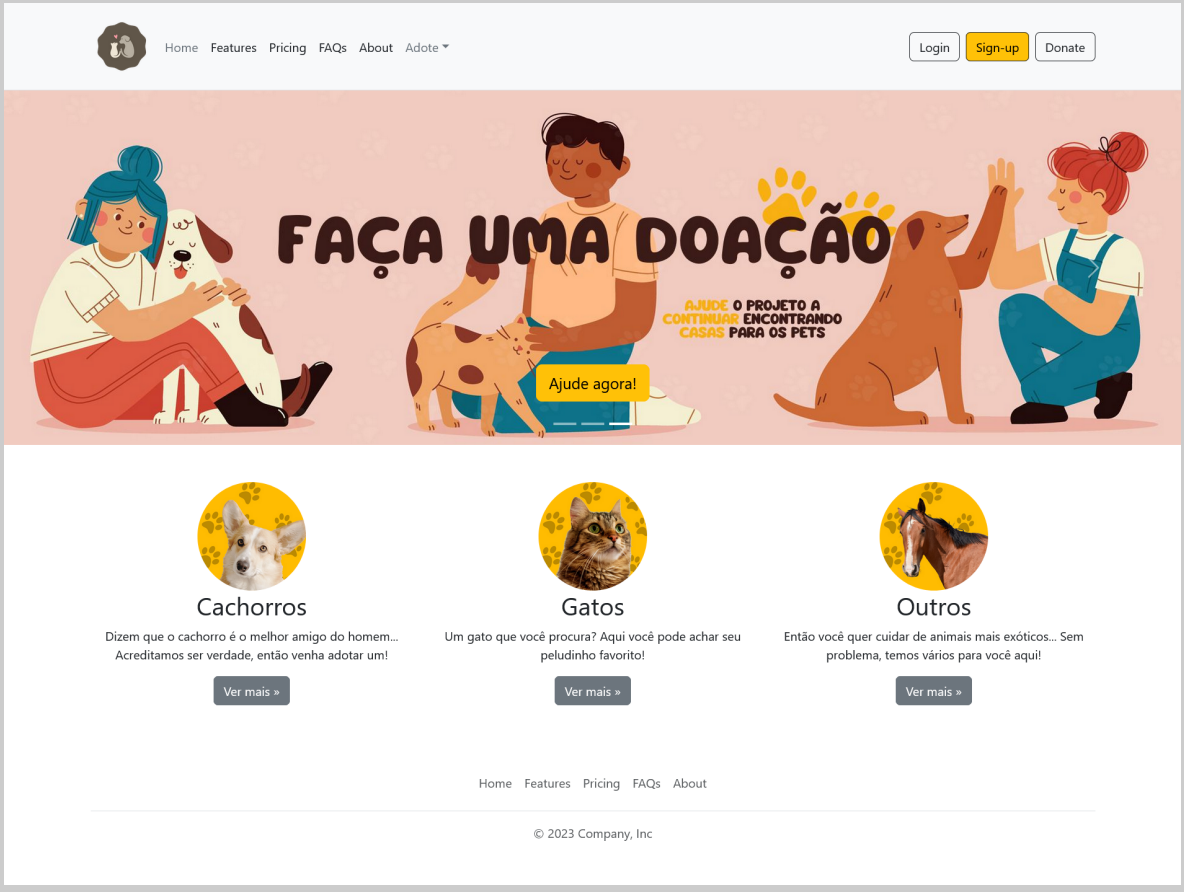 Home Features Pricing FAQs About Adote
Login Sign-up Donate
FAÇA UMA DOAÇÃO
AJUDE O PROJETO A
CONTINUAR ENCONTRANDO
CASAS PARA OS PETS
Ajude agora!
Cachorros
Dizem que o cachorro é o melhor amigo do homem...
Acreditamos ser verdade, então venha adotar um!
Ver mais »
Gatos
Um gato que você procura? Aqui você pode achar seu
peludinho favorito!
Ver mais »
Outros
Então você quer cuidar de animais mais exóticos... Sem
problema, temos vários para você aqui!
Ver mais »
Home Features Pricing FAQs About
© 2023 Company, Inc